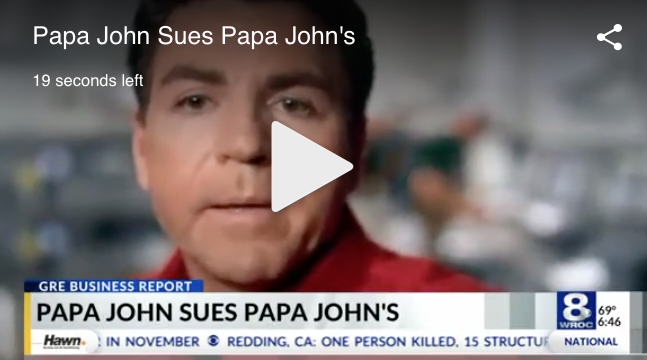 Papa John Sues Papa John's
19 seconds left
GRE BUSINESS REPORT
PAPA JOHN SUES PAPA JOHN'S
8 WROC 69° 6:46
Hawn. IN NOVEMBER REDDING, CA: ONE PERSON KILLED, 15 STRUCTU NATIONAL